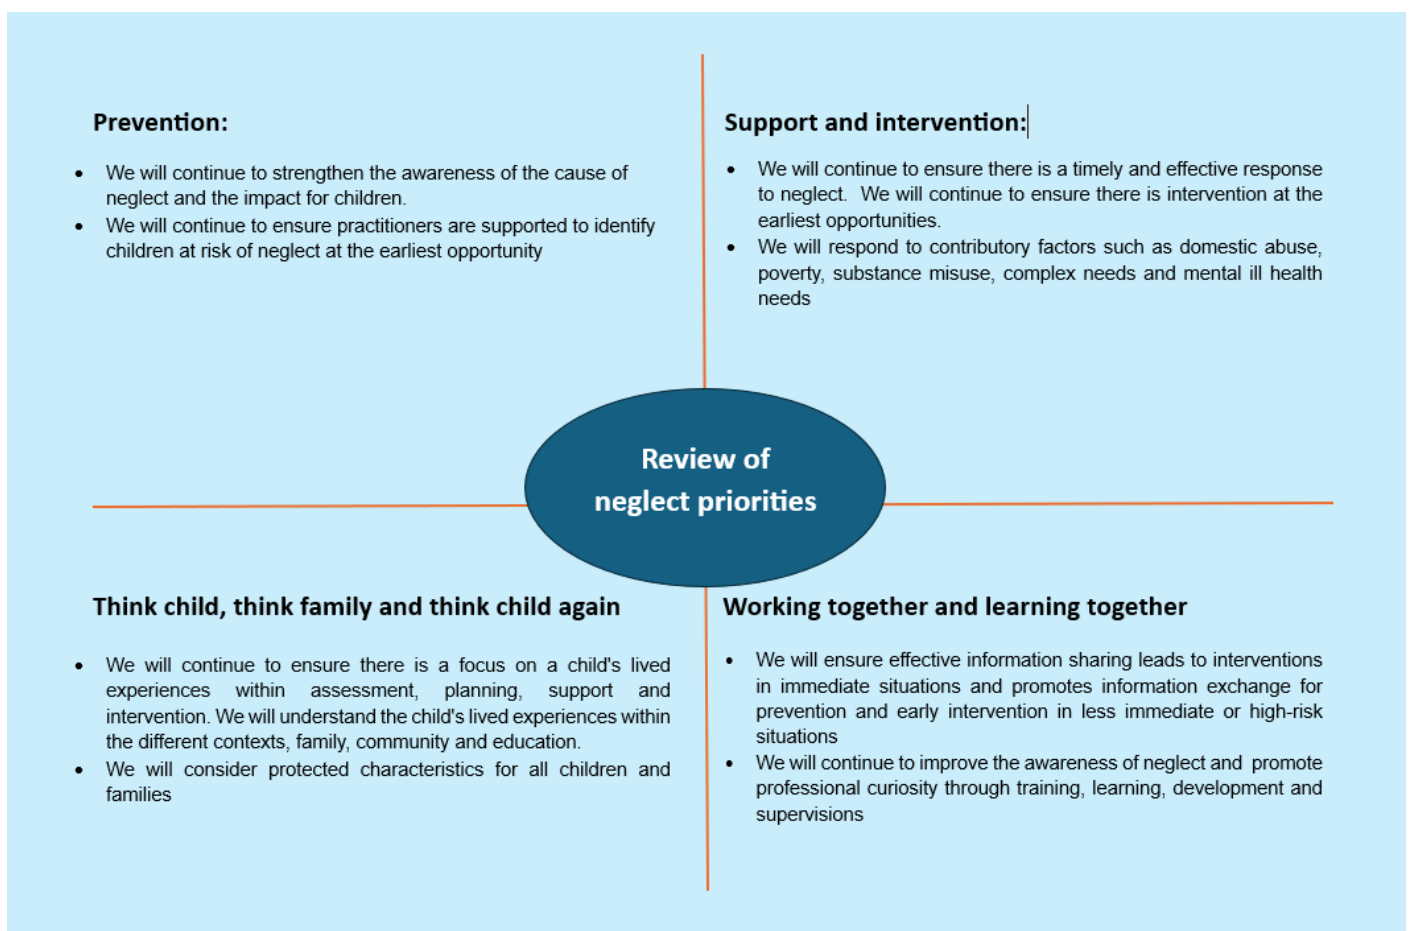 Prevention:
• We will continue to strengthen the awareness of the cause of
neglect and the impact for children.
• We will continue to ensure practitioners are supported to identify
children at risk of neglect at the earliest opportunity
Support and intervention:
• We will continue to ensure there is a timely and effective response
to neglect. We will continue to ensure there is intervention at the
earliest opportunities.
• We will respond to contributory factors such as domestic abuse,
poverty, substance misuse, complex needs and mental ill health
needs
Review of
neglect priorities
Think child, think family and think child again
• We will continue to ensure there is a focus on a child's lived
experiences within assessment, planning, support and
intervention. We will understand the child's lived experiences within
the different contexts, family, community and education.
• We will consider protected characteristics for all children and
families
Working together and learning together
• We will ensure effective information sharing leads to interventions
in immediate situations and promotes information exchange for
prevention and early intervention in less immediate or high-risk
situations
• We will continue to improve the awareness of neglect and promote
professional curiosity through training, learning, development and
supervisions